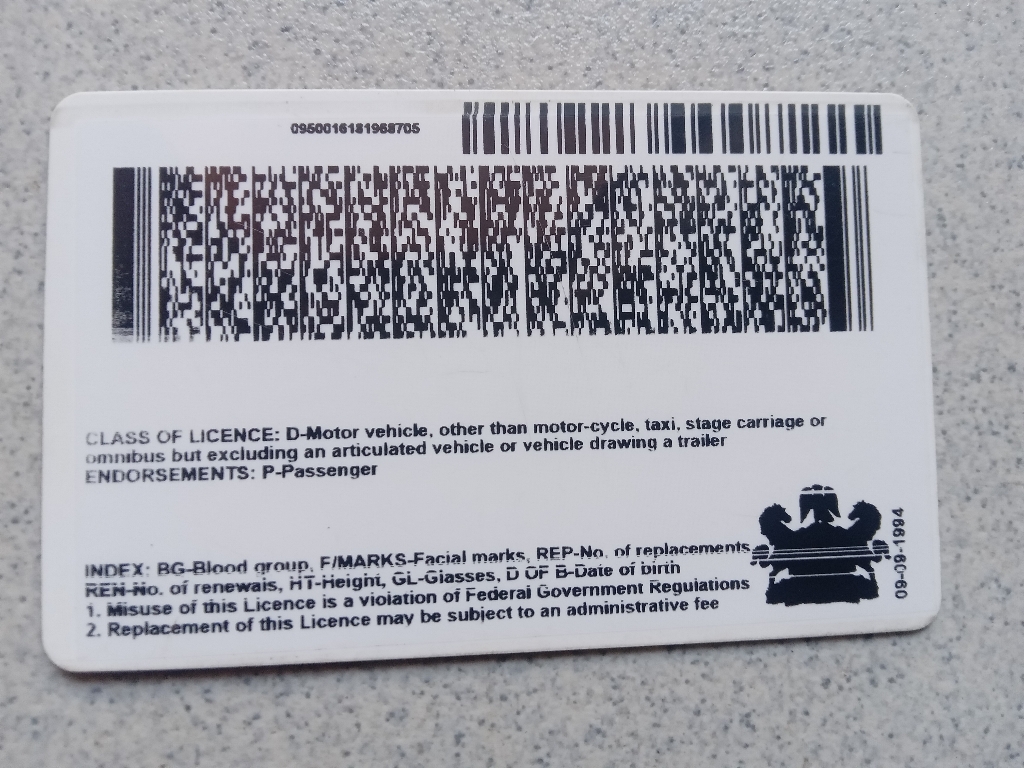 0950016181968705
CLASS OF LICENCE: D-Motor vehicle, other than motor-cycle, taxi, stage carriage or
omnibus but excluding an articulated vehicle or vehicle drawing a trailer
ENDORSEMENTS: P-Passenger
INDEX: BG-Blood group, F/MARKS-Facial marks, REP-No. of replacements
REN-No. of renewals, HT-Height, GL-Glasses, D OF B-Date of birth
1. Misuse of this Licence is a violation of Federal Government Regulations
2. Replacement of this Licence may be subject to an administrative fee
09-09-1994